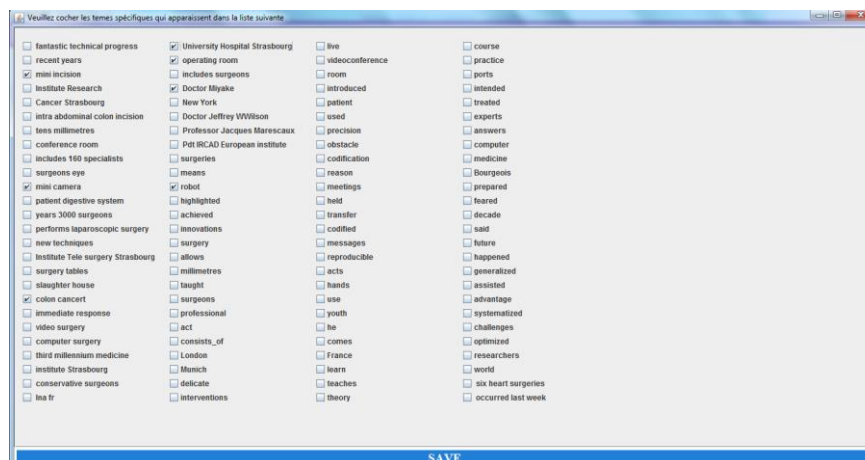 Veuillez cocher les temes spécifiques qui apparaissent dans la liste suivante
fantastic technical progress
recent years
mini incision
Institute Research
Cancer Strasbourg
intra abdominal colon incision
tens millimetres
conference room
includes 160 specialists
surgeons eye
mini camera
patient digestive system
years 3000 surgeons
performs laparoscopic surgery
new techniques
Institute Tele surgery Strasbourg
surgery tables
slaughter house
colon cancert
immediate response
video surgery
computer surgery
third millennium medicine
institute Strasbourg
conservative surgeons
Ina fr
University Hospital Strasbourg
operating room
includes surgeons
Doctor Miyake
New York
Doctor Jeffrey WWilson
Professor Jacques Marescaux
Pdt IRCAD European institute
surgeries
means
robot
highlighted
achieved
innovations
surgery
allows
millimetres
taught
surgeons
professional
act
consists_of
London
Munich
delicate
interventions
live
videoconference
room
introduced
patient
used
precision
obstacle
codification
reason
meetings
held
transfer
codified
messages
reproducible
acts
hands
use
youth
he
comes
France
learn
teaches
theory
course
practice
ports
intended
treated
experts
answers
computer
medicine
Bourgeois
prepared
feared
decade
said
future
happened
generalized
assisted
advantage
systematized
challenges
optimized
researchers
world
six heart surgeries
occurred last week
SAVE